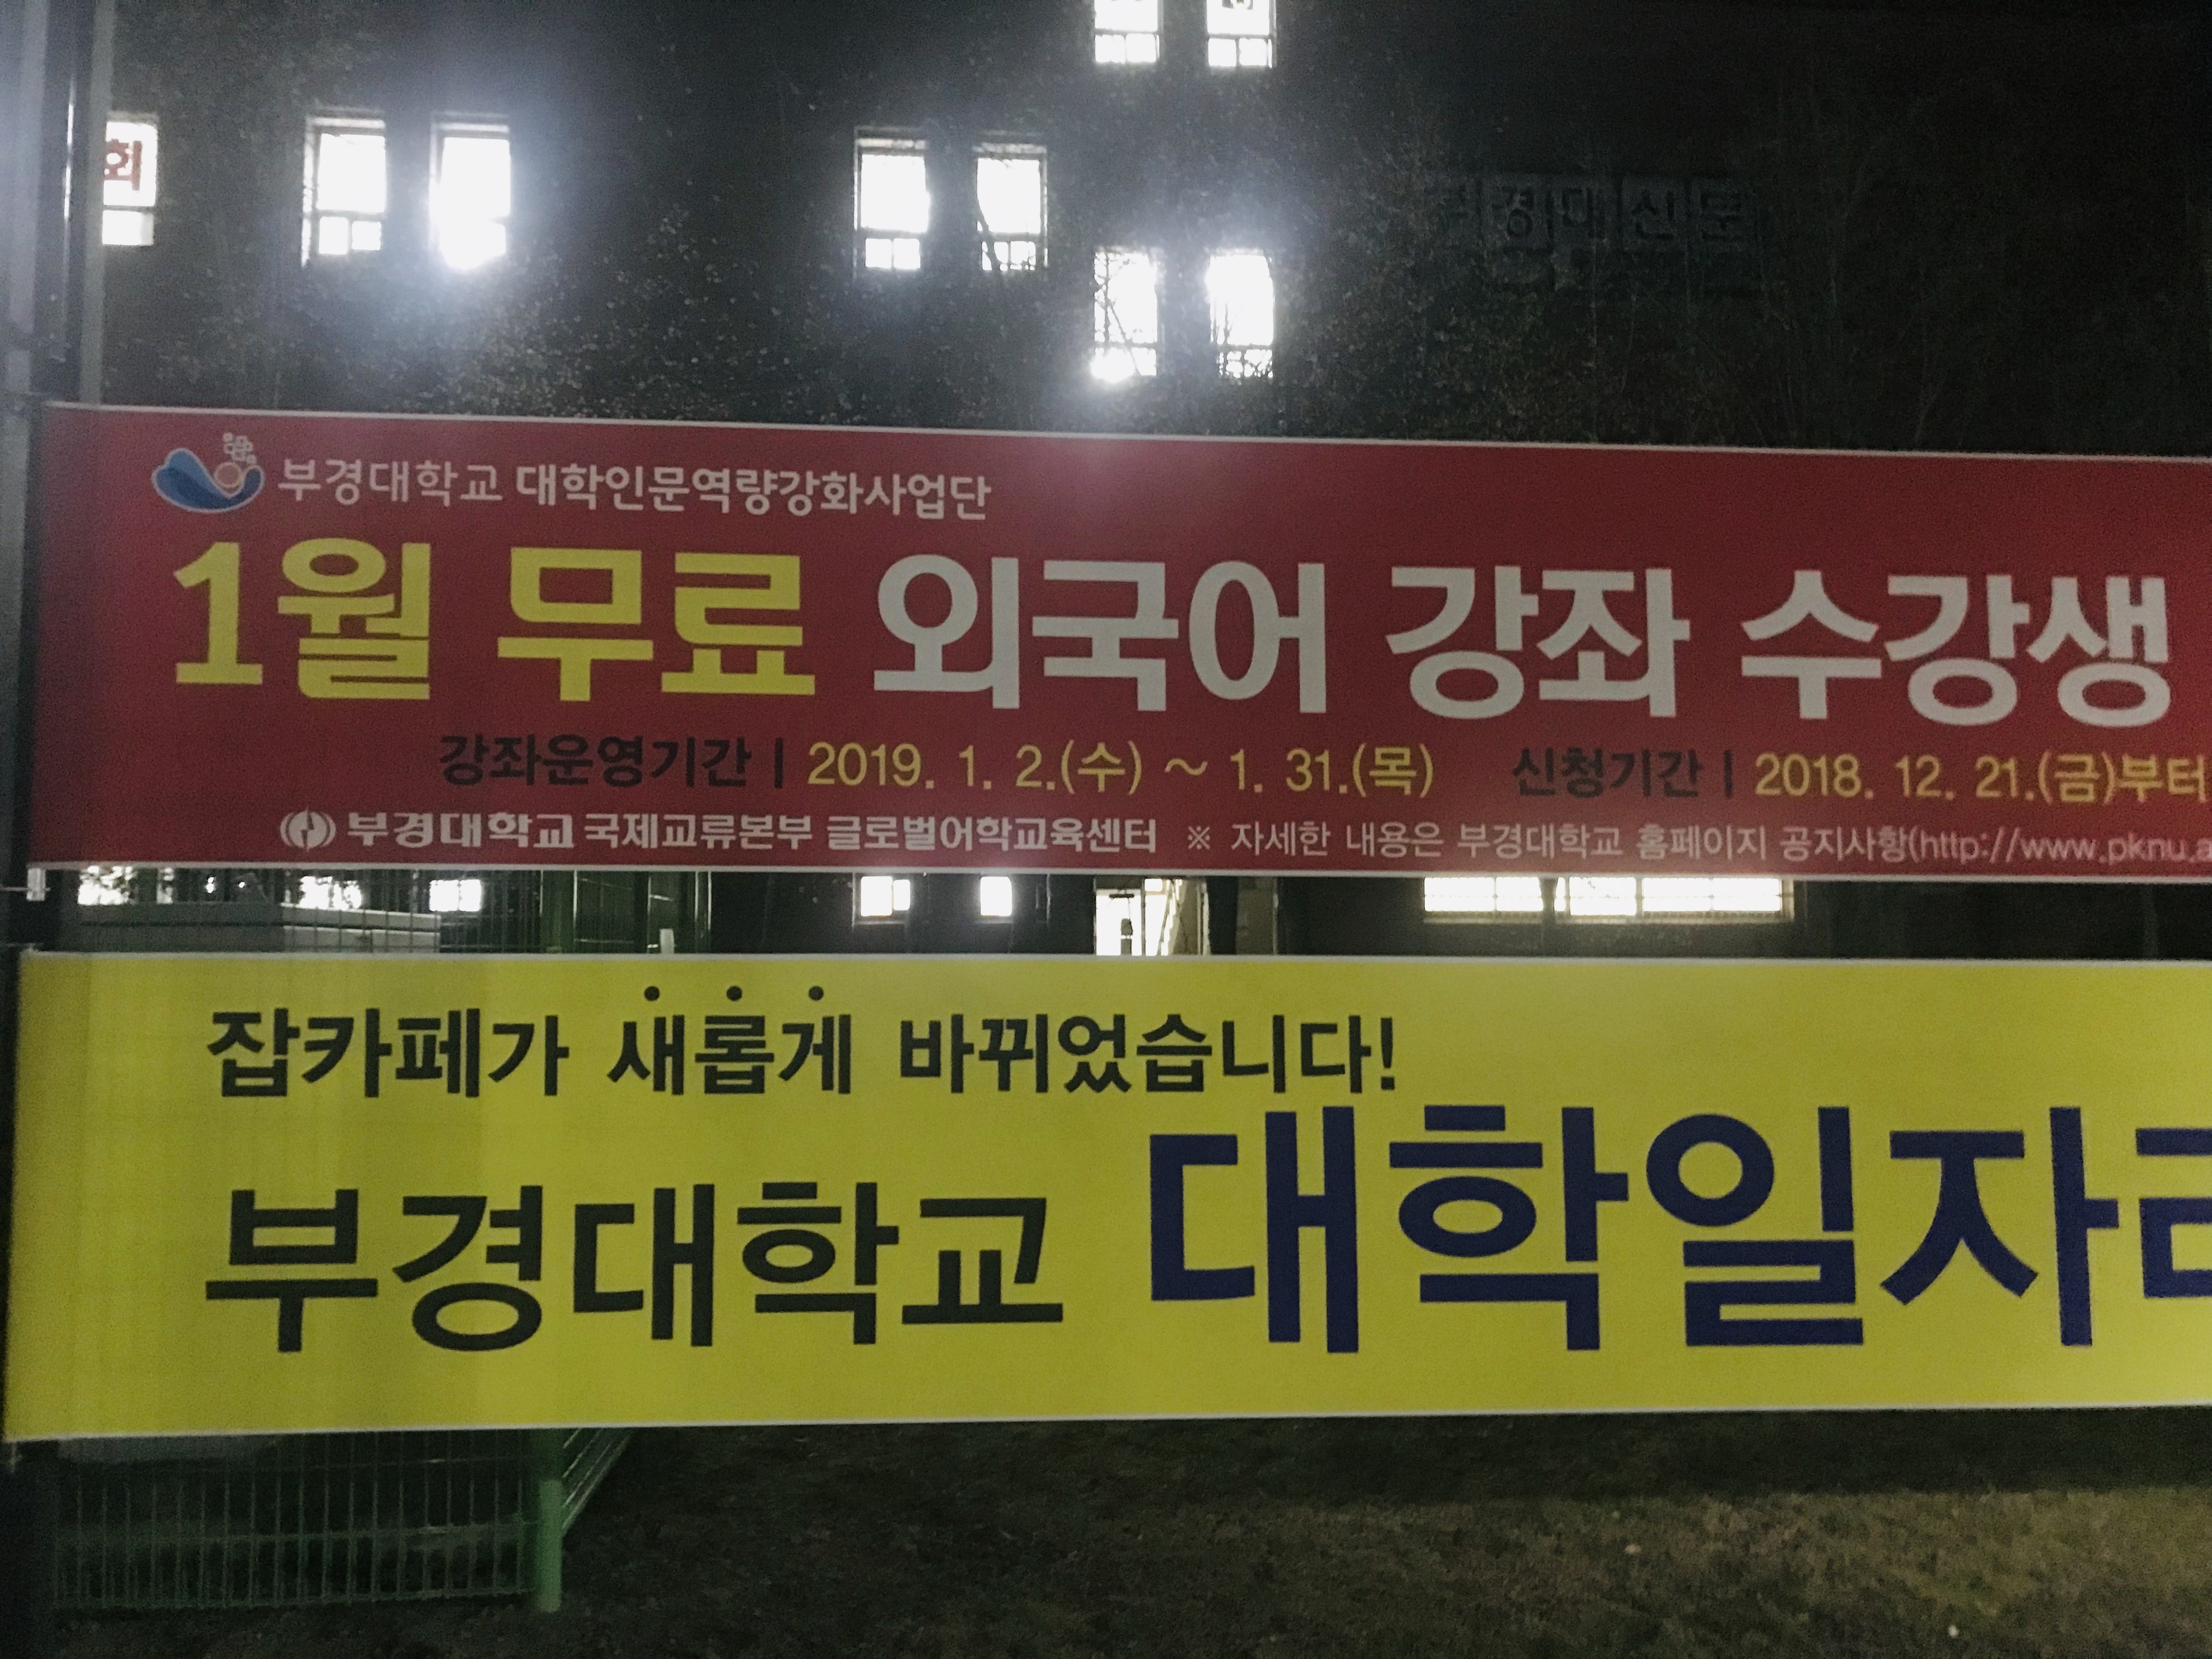 회
경대신문
부경대학교 대학인문역량강화사업단
1월 무료 외국어 강좌 수강생
강좌운영기간 | 2019. 1. 2.(수) ~ 1. 31.(목) 신청기간 | 2018. 12. 21.(금)부터
부경대학교 국제교류본부 글로벌어학교육센터 ※ 자세한 내용은 부경대학교 홈페이지 공지사항(http://www.pknu.a
잡카페가 새롭게 바뀌었습니다!
부경대학교 대학일자리